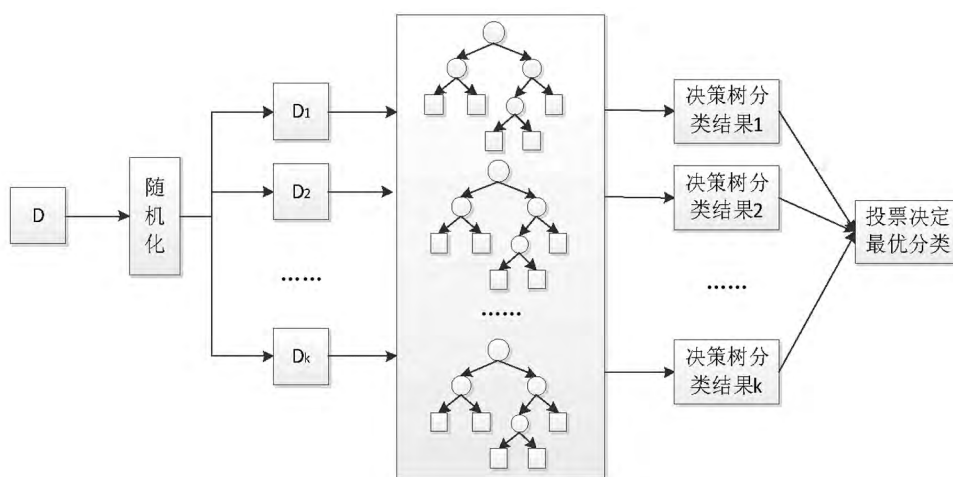 D
随
机
化
D1
D2
……
Dk
……
决策树分
类结果1
决策树分
类结果2
……
决策树分
类结果k
投票决定
最优分类